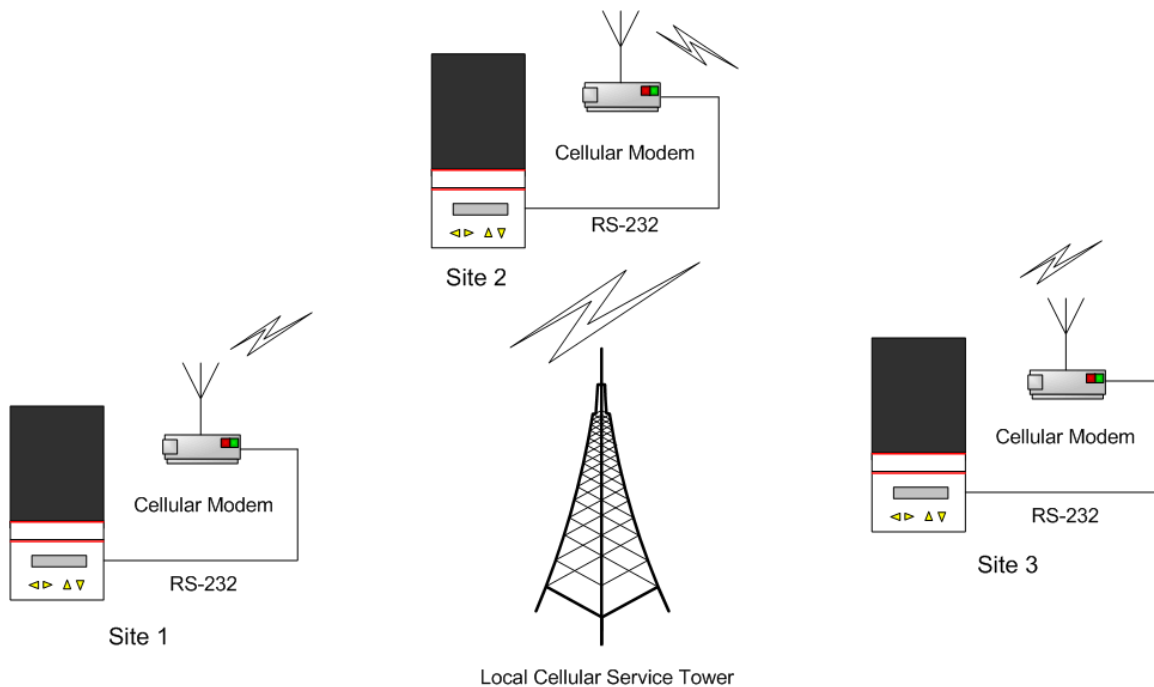 Cellular Modem
RS-232
Site 2
Cellular Modem
RS-232
Site 1
Cellular Modem
RS-232
Site 3
Local Cellular Service Tower